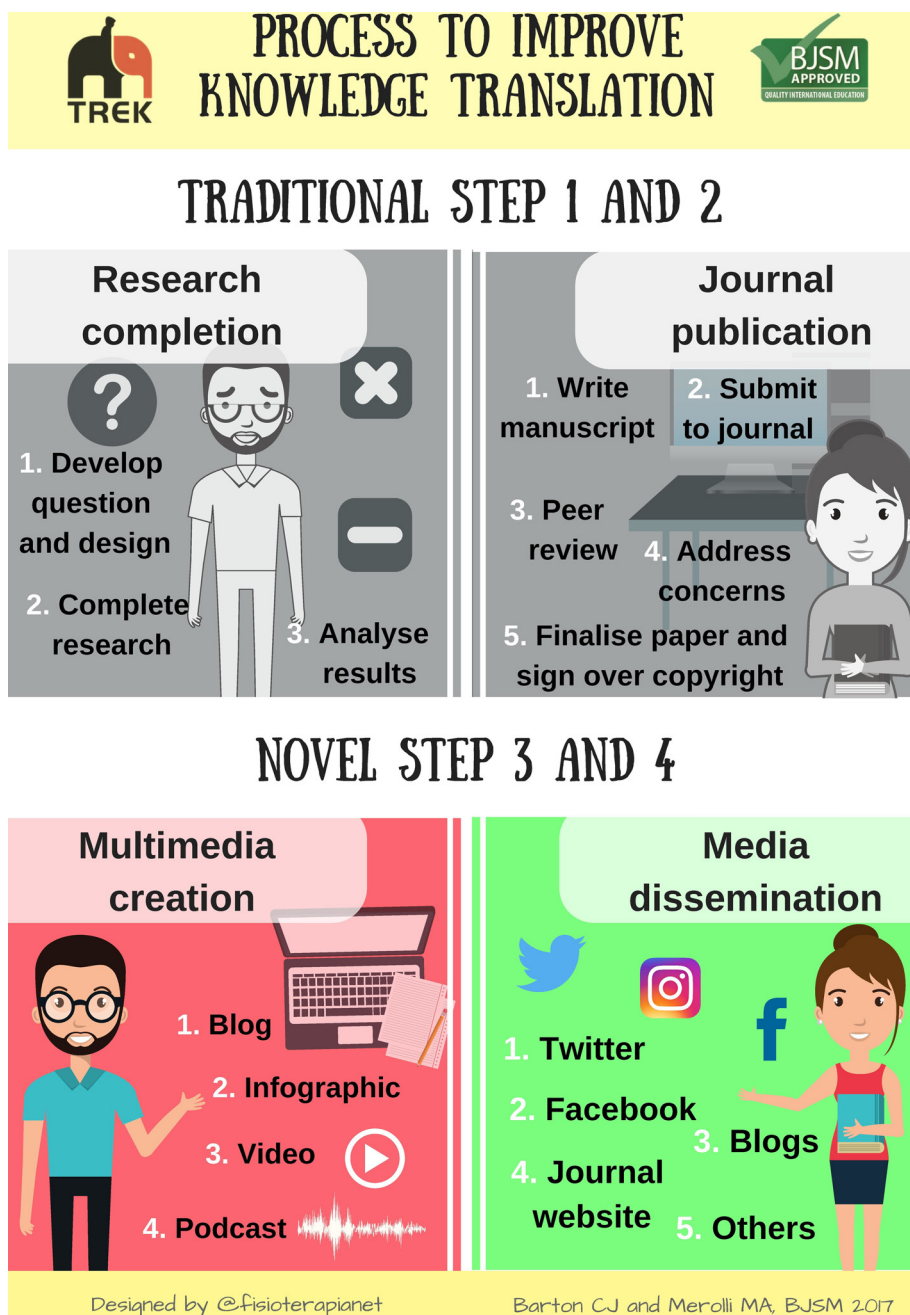 PROCESS TO IMPROVE
KNOWLEDGE TRANSLATION
TREK
BJSM
APPROVED
QUALITY INTERNATIONAL EDUCATION
TRADITIONAL STEP 1 AND 2
Research
completion
1. Develop
question
and design
2. Complete
research
3. Analyse
results
Journal
publication
1. Write
manuscript
2. Submit
to journal
3. Peer
review
4. Address
concerns
5. Finalise paper and
sign over copyright
NOVEL STEP 3 AND 4
Multimedia
creation
1. Blog
2. Infographic
3. Video
4. Podcast
Media
dissemination
1. Twitter
2. Facebook
3. Blogs
4. Journal
website
5. Others
Designed by @fisioterapianet
Barton CJ and Merolli MA, BJSM 2017